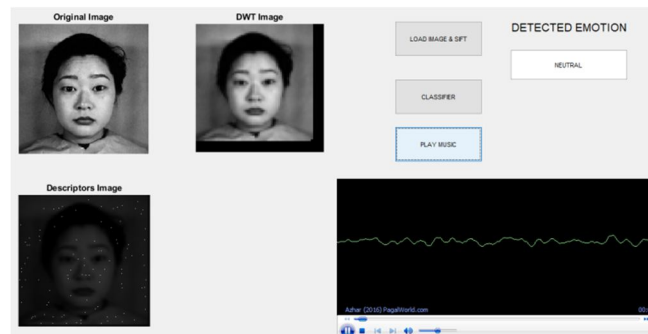 Original Image
DWT Image
LOAD IMAGE & SIFT
DETECTED EMOTION
NEUTRAL
CLASSIFIER
PLAY MUSIC
Descriptors Image
Azhar (2016) PagalWorld.com